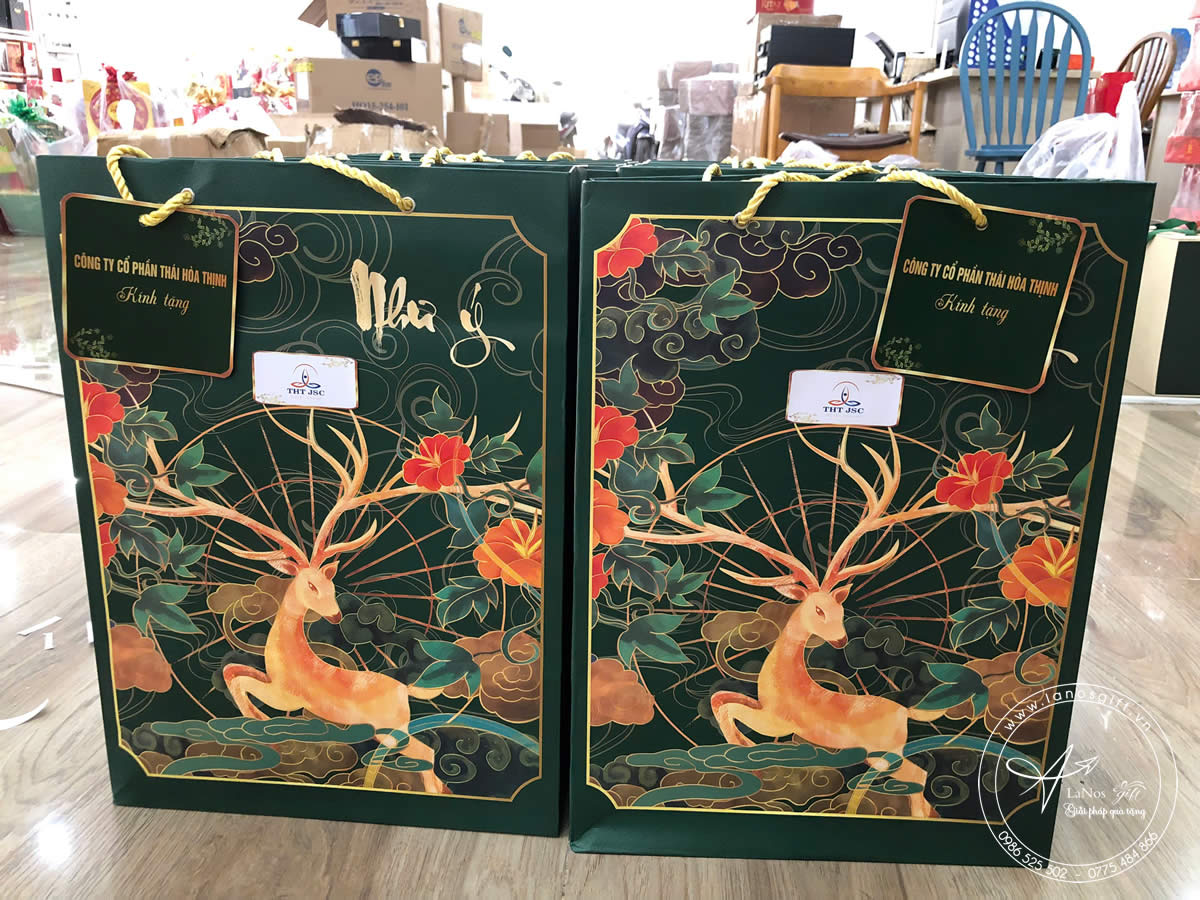 CÔNG TY CỔ PHẦN THÁI HÒA THỊNH
Kính tặng
Như ý
THT JSC
CÔNG TY CỔ PHẦN THÁI HÒA THỊNH
Kính tặng
THT JSC
www.lanosgift.vn
LaNos Gift
Giải pháp quà tặng
0986 525 502 - 0775 484 866